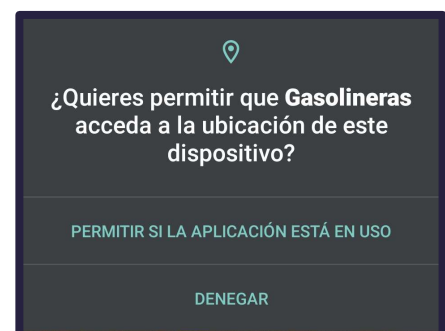 ¿Quieres permitir que Gasolineras
acceda a la ubicación de este
dispositivo?
PERMITIR SI LA APLICACIÓN ESTÁ EN USO
DENEGAR